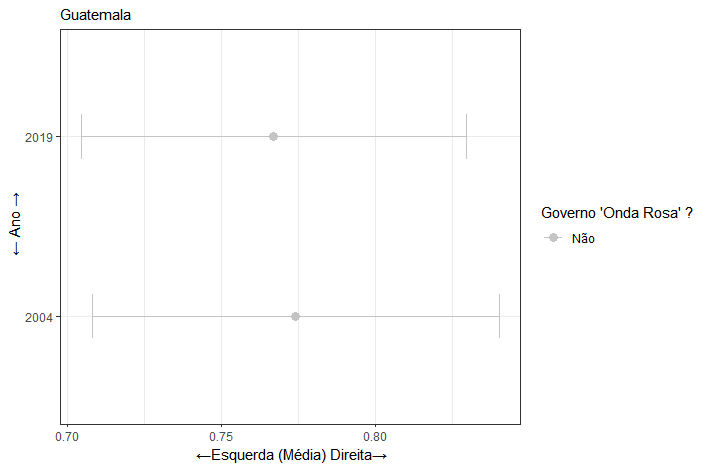 Guatemala
2019
2004
← Ano →
0.70 0.75 0.80
←Esquerda (Média) Direita→
Governo 'Onda Rosa' ?
Não